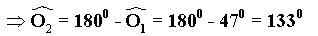 ⇒ Ô₂ = 180⁰ - Ô₁ = 180⁰ - 47⁰ = 133⁰